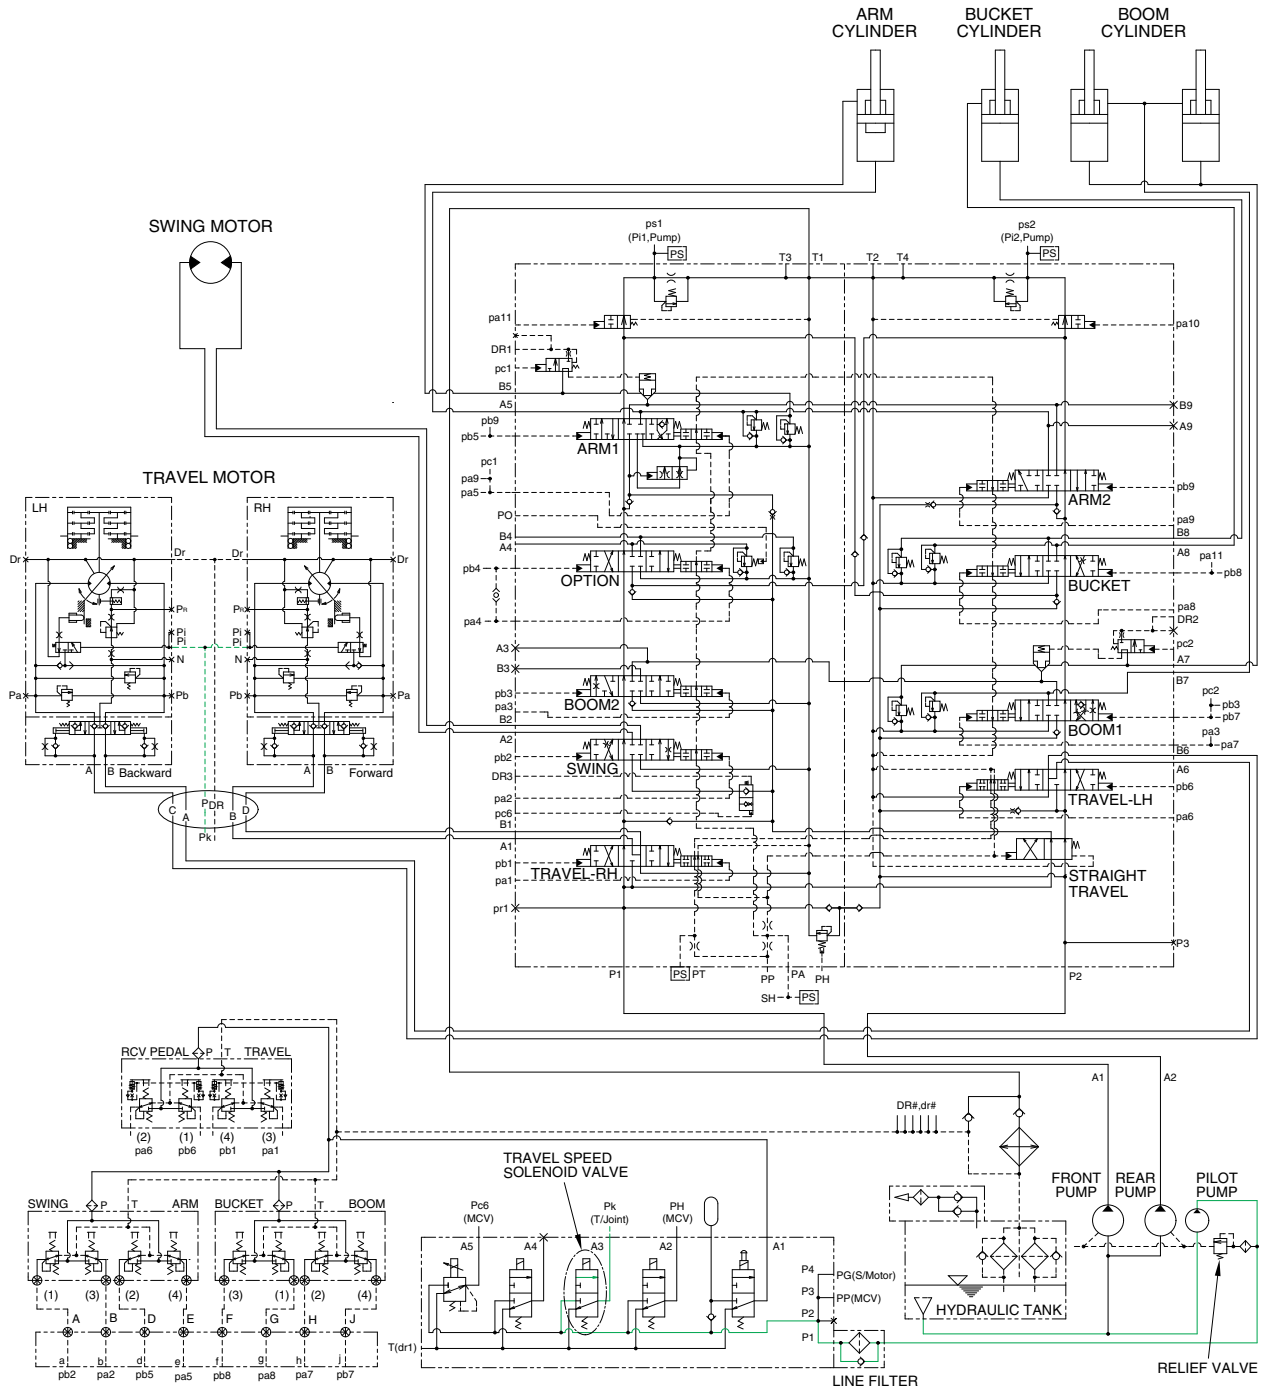 ARM
CYLINDER
BUCKET
CYLINDER
BOOM
CYLINDER
SWING MOTOR
ps1
(Pi1,Pump)
PS
ps2
(Pi2,Pump)
PS
T3
T1
T2
T4
pa11
pa10
DR1
pc1
B5
A5
B9
A9
pb9
pb5
ARM1
pc1
pa9
pa5
ARM2
pb9
PO
pa9
B4
A4
B8
A8
pa11
pb4
OPTION
BUCKET
pb8
pa4
pa8
DR2
A3
pc2
B3
A7
B7
pb3
pa3
BOOM2
pc2
pb3
pb7
B2
BOOM1
pa3
pa7
A2
B6
pb2
SWING
A6
DR3
TRAVEL-LH
pb6
pa2
pc6
pa6
B1
A1
pb1
TRAVEL-RH
pa1
STRAIGHT
TRAVEL
pr1
P3
P1
PS
PT
PP
PA
PH
P2
SH
PS
TRAVEL MOTOR
LH
RH
Dr
Dr
Dr
Dr
PR
PR
Pi
Pi
Pi
Pi
N
N
Pa
Pb
Pb
Pa
A
B
Backward
A
B
Forward
C
A
P
DR
B
D
Pk
RCV PEDAL
P
T
TRAVEL
(2)
(1)
(4)
(3)
pa6
pb6
pb1
pa1
SWING
P
T
ARM
BUCKET
P
T
BOOM
(1)
(3)
(2)
(4)
(3)
(1)
(2)
(4)
A
B
D
E
F
G
H
J
a
b
d
e
f
g
h
j
pb2
pa2
pb5
pa5
pb8
pa8
pa7
pb7
TRAVEL SPEED
SOLENOID VALVE
Pc6
(MCV)
Pk
(T/Joint)
PH
(MCV)
A5
A4
A3
A2
A1
P4
PG(S/Motor)
P3
PP(MCV)
P2
P1
T(dr1)
LINE FILTER
DR#,dr#
A1
A2
FRONT
PUMP
REAR
PUMP
PILOT
PUMP
HYDRAULIC TANK
RELIEF VALVE